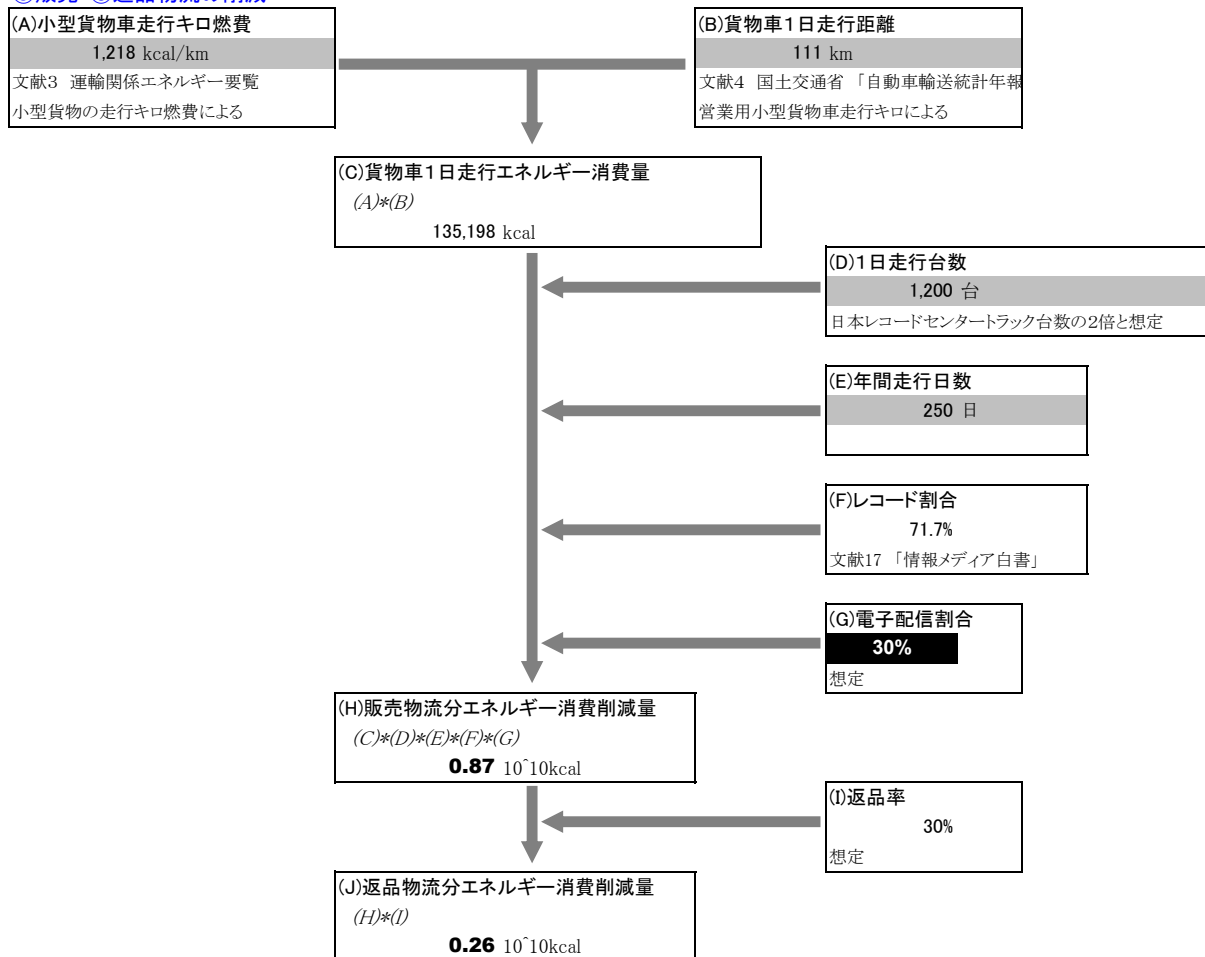 (A)小型貨物車走行キロ燃費
1,218 kcal/km
文献3 運輸関係エネルギー要覧
小型貨物の走行キロ燃費による
(B)貨物車1日走行距離
111 km
文献4 国土交通省 「自動車輸送統計年報
営業用小型貨物車走行キロによる
(C)貨物車1日走行エネルギー消費量
(A)*(B)
135,198 kcal
(D)1日走行台数
1,200 台
日本レコードセンタートラック台数の2倍と想定
(E)年間走行日数
250 日
(F)レコード割合
71.7%
文献17 「情報メディア白書」
(G)電子配信割合
30%
想定
(H)販売物流分エネルギー消費削減量
(C)*(D)*(E)*(F)*(G)
0.87 10^10kcal
(I)返品率
30%
想定
(J)返品物流分エネルギー消費削減量
(H)*(I)
0.26 10^10kcal